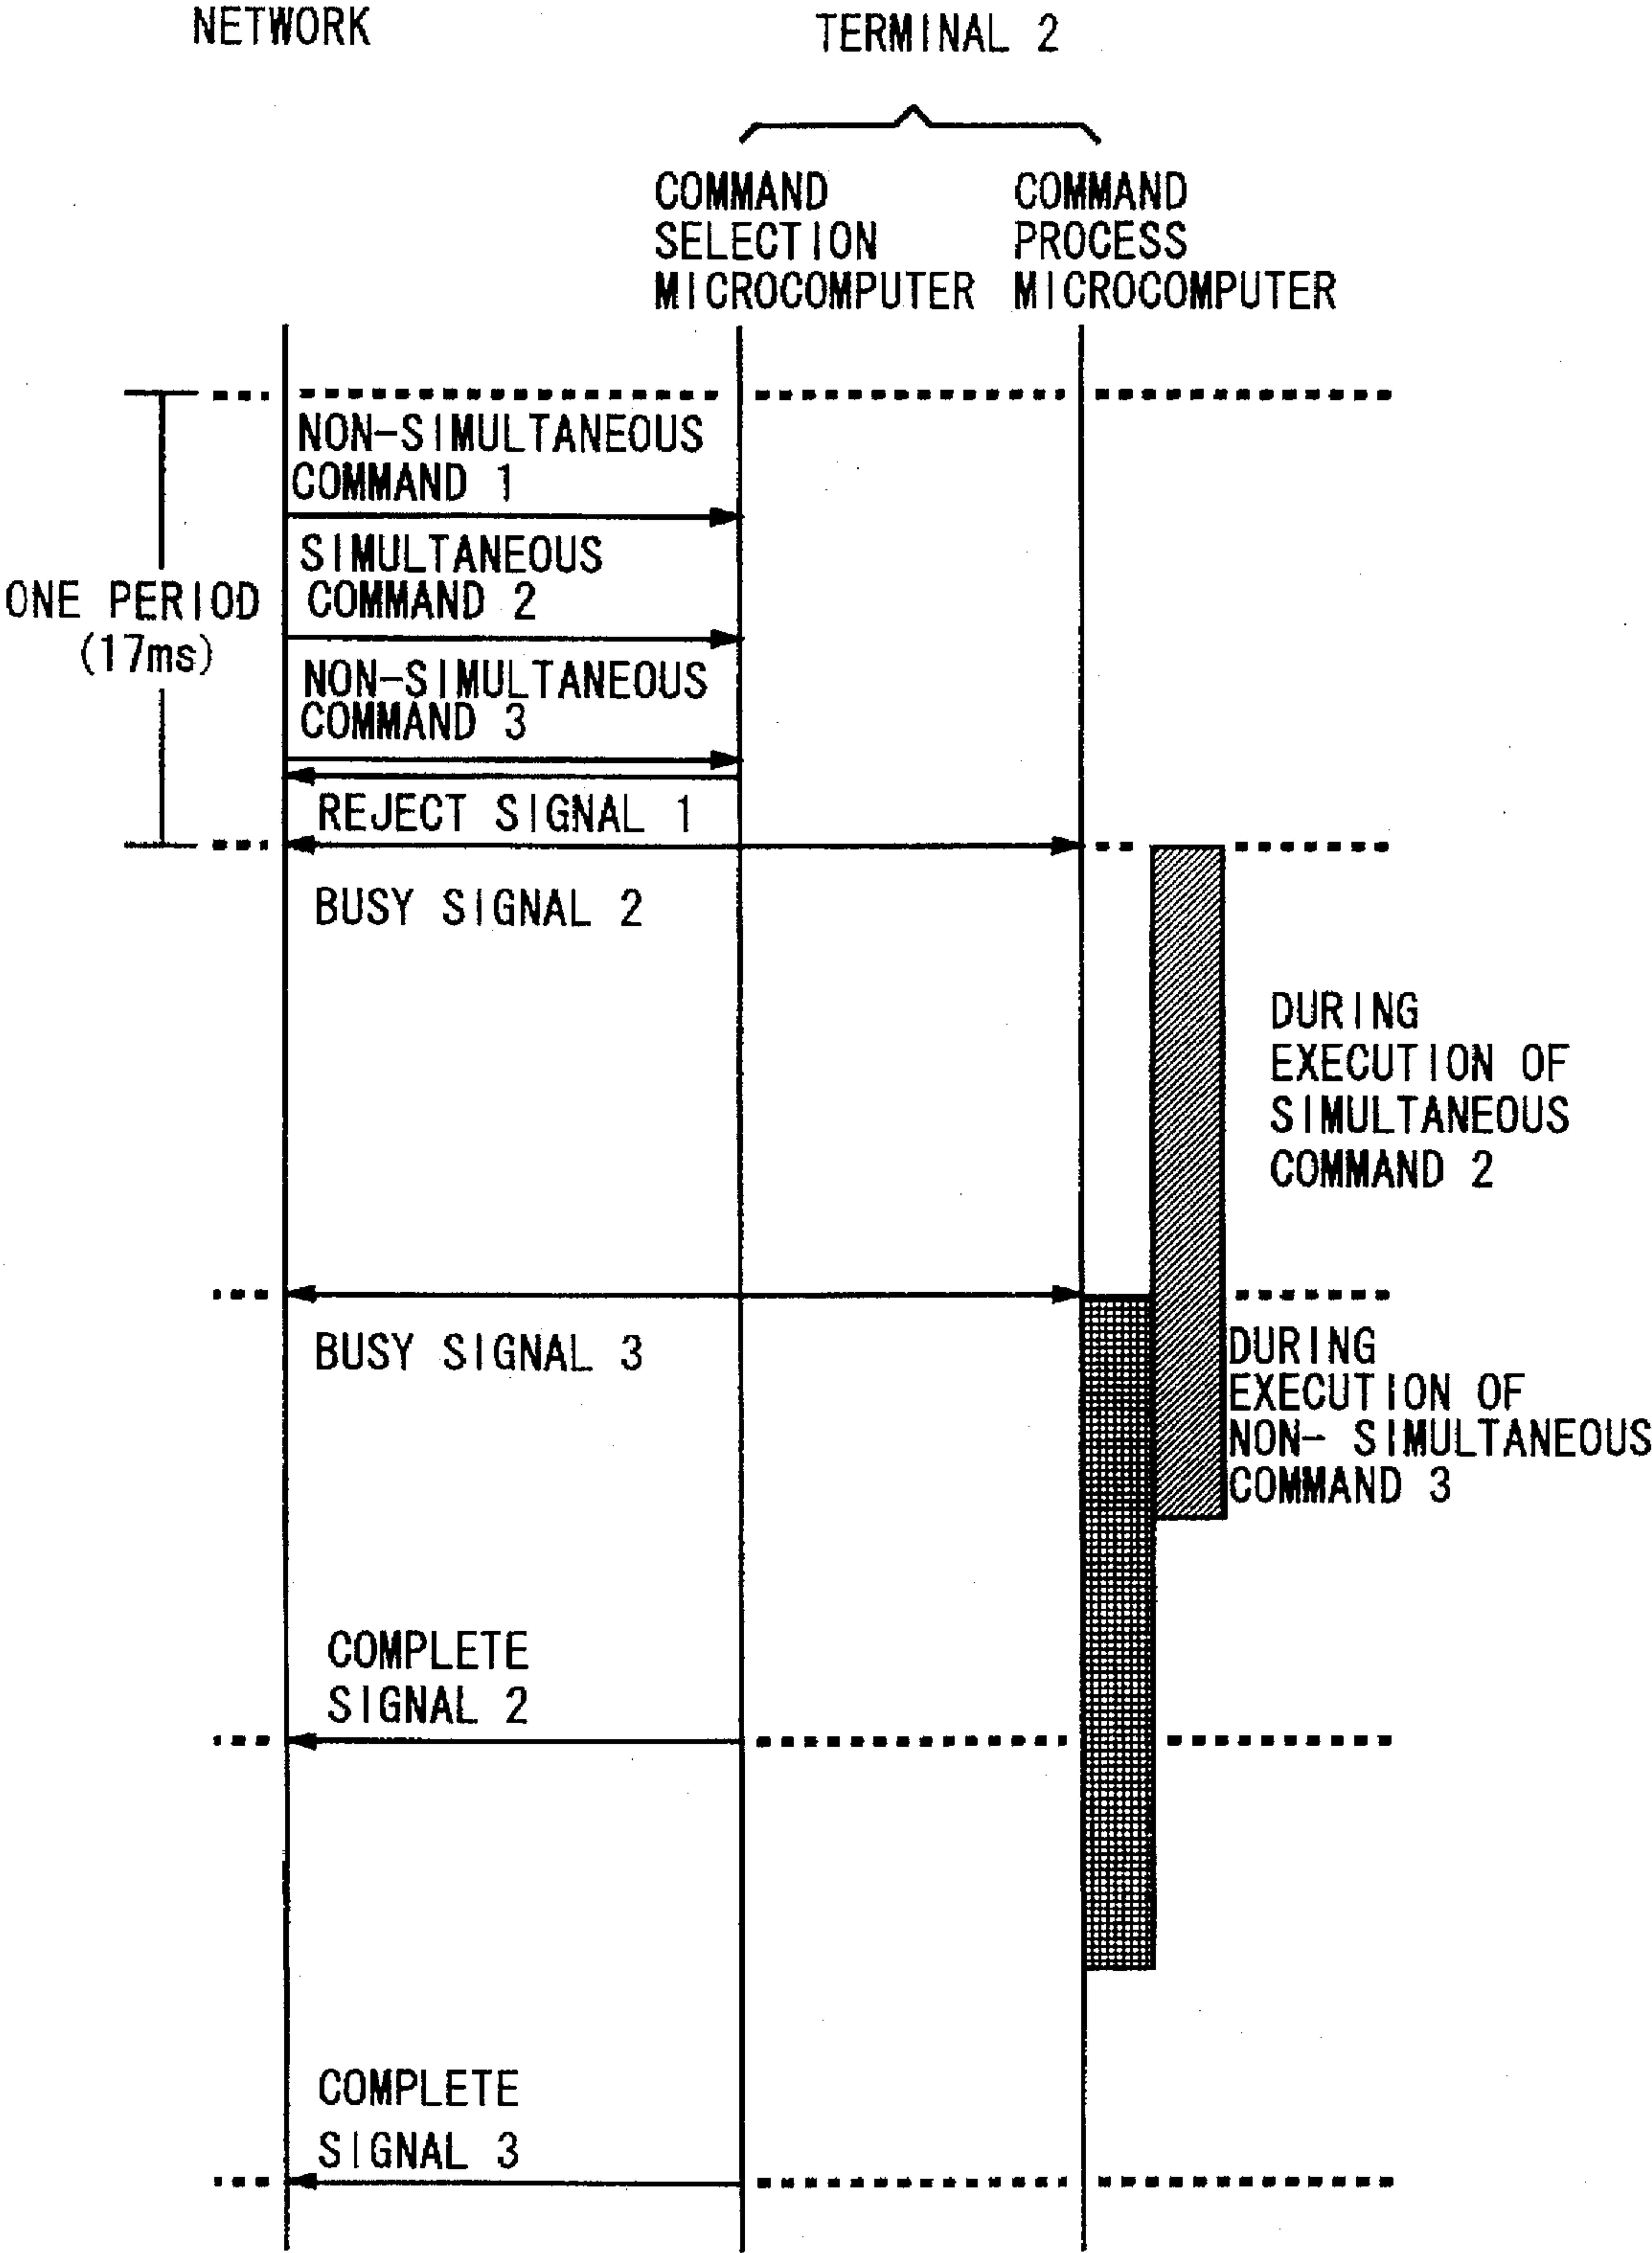 NETWORK
TERMINAL 2
COMMAND
SELECTION
MICROCOMPUTER
COMMAND
PROCESS
MICROCOMPUTER
NON-SIMULTANEOUS
COMMAND 1
SIMULTANEOUS
COMMAND 2
ONE PERIOD
(17ms)
NON-SIMULTANEOUS
COMMAND 3
REJECT SIGNAL 1
BUSY SIGNAL 2
DURING
EXECUTION OF
SIMULTANEOUS
COMMAND 2
BUSY SIGNAL 3
DURING
EXECUTION OF
NON- SIMULTANEOUS
COMMAND 3
COMPLETE
SIGNAL 2
COMPLETE
SIGNAL 3